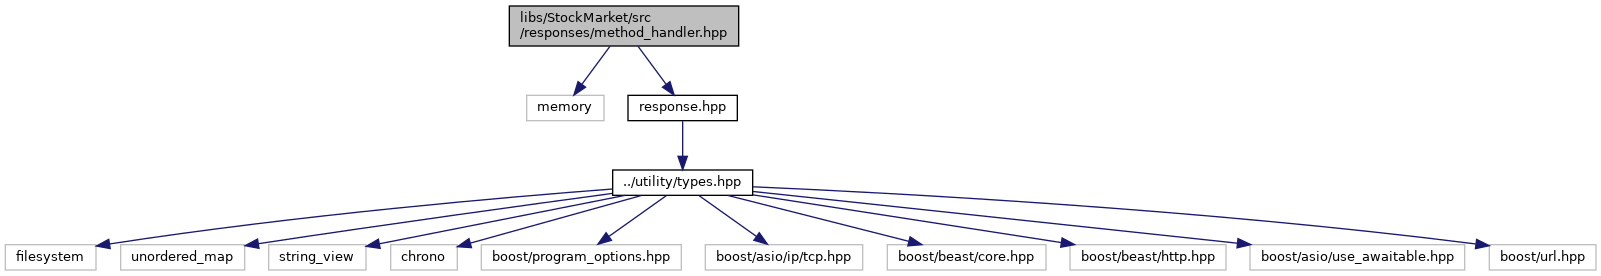 libs/StockMarket/src
/responses/method_handler.hpp
memory
response.hpp
../utility/types.hpp
filesystem
unordered_map
string_view
chrono
boost/program_options.hpp
boost/asio/ip/tcp.hpp
boost/beast/core.hpp
boost/beast/http.hpp
boost/asio/use_awaitable.hpp
boost/url.hpp